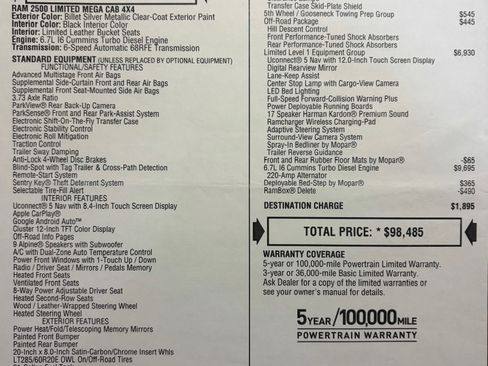 RAM 2500 LIMITED MEGA CAB 4X4
Exterior Color: Billet Silver Metallic Clear-Coat Exterior Paint
Interior Color: Black Interior Color
Interior: Limited Leather Bucket Seats
Engine: 6.7L I6 Cummins Turbo Diesel Engine
Transmission: 6-Speed Automatic 68RFE Transmission
STANDARD EQUIPMENT (UNLESS REPLACED BY OPTIONAL EQUIPMENT)
FUNCTIONAL/SAFETY FEATURES
Advanced Multistage Front Air Bags
Supplemental Side-Curtain Front and Rear Air Bags
Supplemental Front Seat-Mounted Side Air Bags
3.73 Axle Ratio
ParkView® Rear Back-Up Camera
ParkSense® Front and Rear Park-Assist System
Electronic Shift-On-The-Fly Transfer Case
Electronic Stability Control
Electronic Roll Mitigation
Traction Control
Trailer Sway Damping
Anti-Lock 4-Wheel Disc Brakes
Blind-Spot with Tag Trailer & Cross-Path Detection
Remote-Start System
Sentry Key® Theft Deterrent System
Selectable Tire-Fill Alert
INTERIOR FEATURES
Uconnect® 5 Nav with 8.4-Inch Touch Screen Display
Apple CarPlay®
Google Android Auto™
Cluster 12-Inch TFT Color Display
Off-Road Info Pages
9 Alpine® Speakers with Subwoofer
A/C with Dual-Zone Auto Temperature Control
Power Front Windows with 1-Touch Up / Down
Radio / Driver Seat / Mirrors / Pedals Memory
Heated Front Seats
Ventilated Front Seats
8-Way Power Adjustable Driver Seat
Heated Second-Row Seats
Wood / Leather-Wrapped Steering Wheel
Heated Steering Wheel
EXTERIOR FEATURES
Power Heat/Fold/Telescoping Memory Mirrors
Painted Front Bumper
Painted Rear Bumper
20-Inch x 8.0-Inch Satin-Carbon/Chrome Insert Whls
LT285/60R20E OWL On/Off-Road Tires
Transfer Case Skid-Plate Shield
5th Wheel / Gooseneck Towing Prep Group $545
Off-Road Package $445
Hill Descent Control
Front Performance-Tuned Shock Absorbers
Rear Performance-Tuned Shock Absorbers
Limited Level 1 Equipment Group $6,930
Uconnect® 5 Nav with 12.0-Inch Touch Screen Display
Digital Rearview Mirror
Lane-Keep Assist
Center Stop Lamp with Cargo-View Camera
LED Bed Lighting
Full-Speed Forward-Collision Warning Plus
Power Deployable Running Boards
17 Speaker Harman Kardon® Premium Sound
Ramcharger Wireless Charging-Pad
Adaptive Steering System
Surround-View Camera System
Spray-In Bedliner by Mopar®
Trailer Reverse Guidance
Front and Rear Rubber Floor Mats by Mopar® -$65
6.7L I6 Cummins Turbo Diesel Engine $9,695
220-Amp Alternator
Deployable Bed-Step by Mopar® $365
RamBox® Delete -$490
DESTINATION CHARGE $1,895
TOTAL PRICE: * $98,485
WARRANTY COVERAGE
5-year or 100,000-mile Powertrain Limited Warranty.
3-year or 36,000-mile Basic Limited Warranty.
Ask Dealer for a copy of the limited warranties or
see your owner's manual for details.
5YEAR/100,000MILE
POWERTRAIN WARRANTY